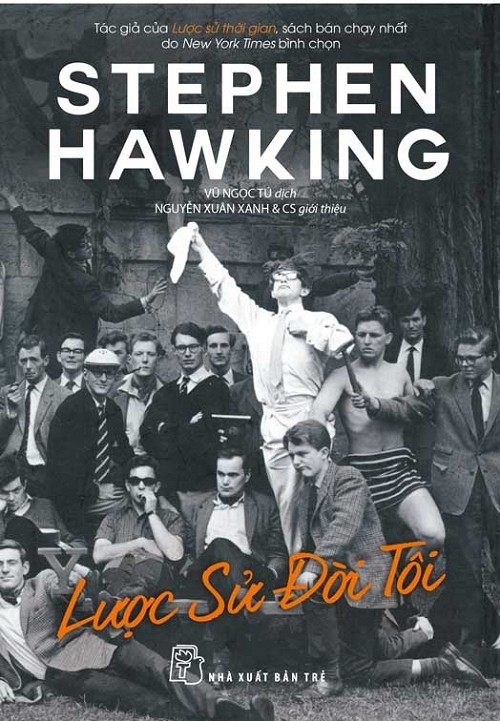 Tác giả của Lược sử thời gian, sách bán chạy nhất
do New York Times bình chọn
STEPHEN
HAWKING
VŨ NGỌC TÚ dịch
NGUYỄN XUÂN XANH & CS giới thiệu
Lược Sử Đời Tôi
NHÀ XUẤT BẢN TRẺ